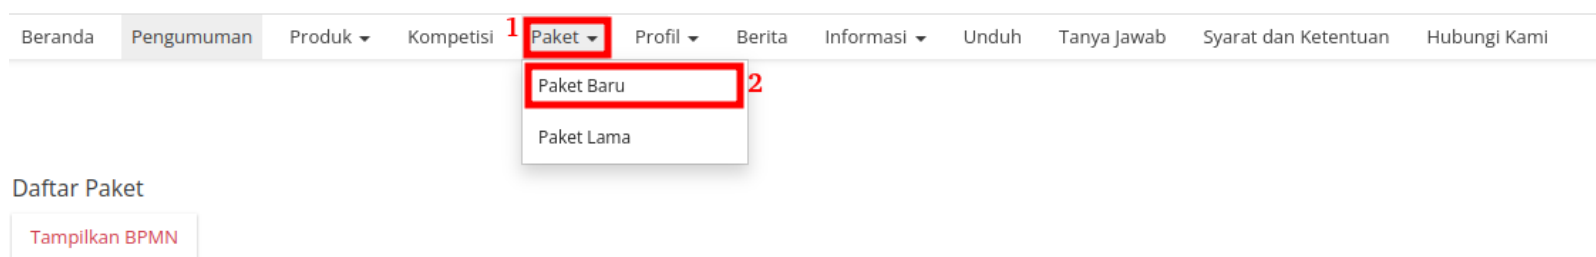 Beranda Pengumuman Produk Kompetisi 1 Paket Profil Berita Informasi Unduh Tanya Jawab Syarat dan Ketentuan Hubungi Kami
Paket Baru 2
Paket Lama
Daftar Paket
Tampilkan BPMN